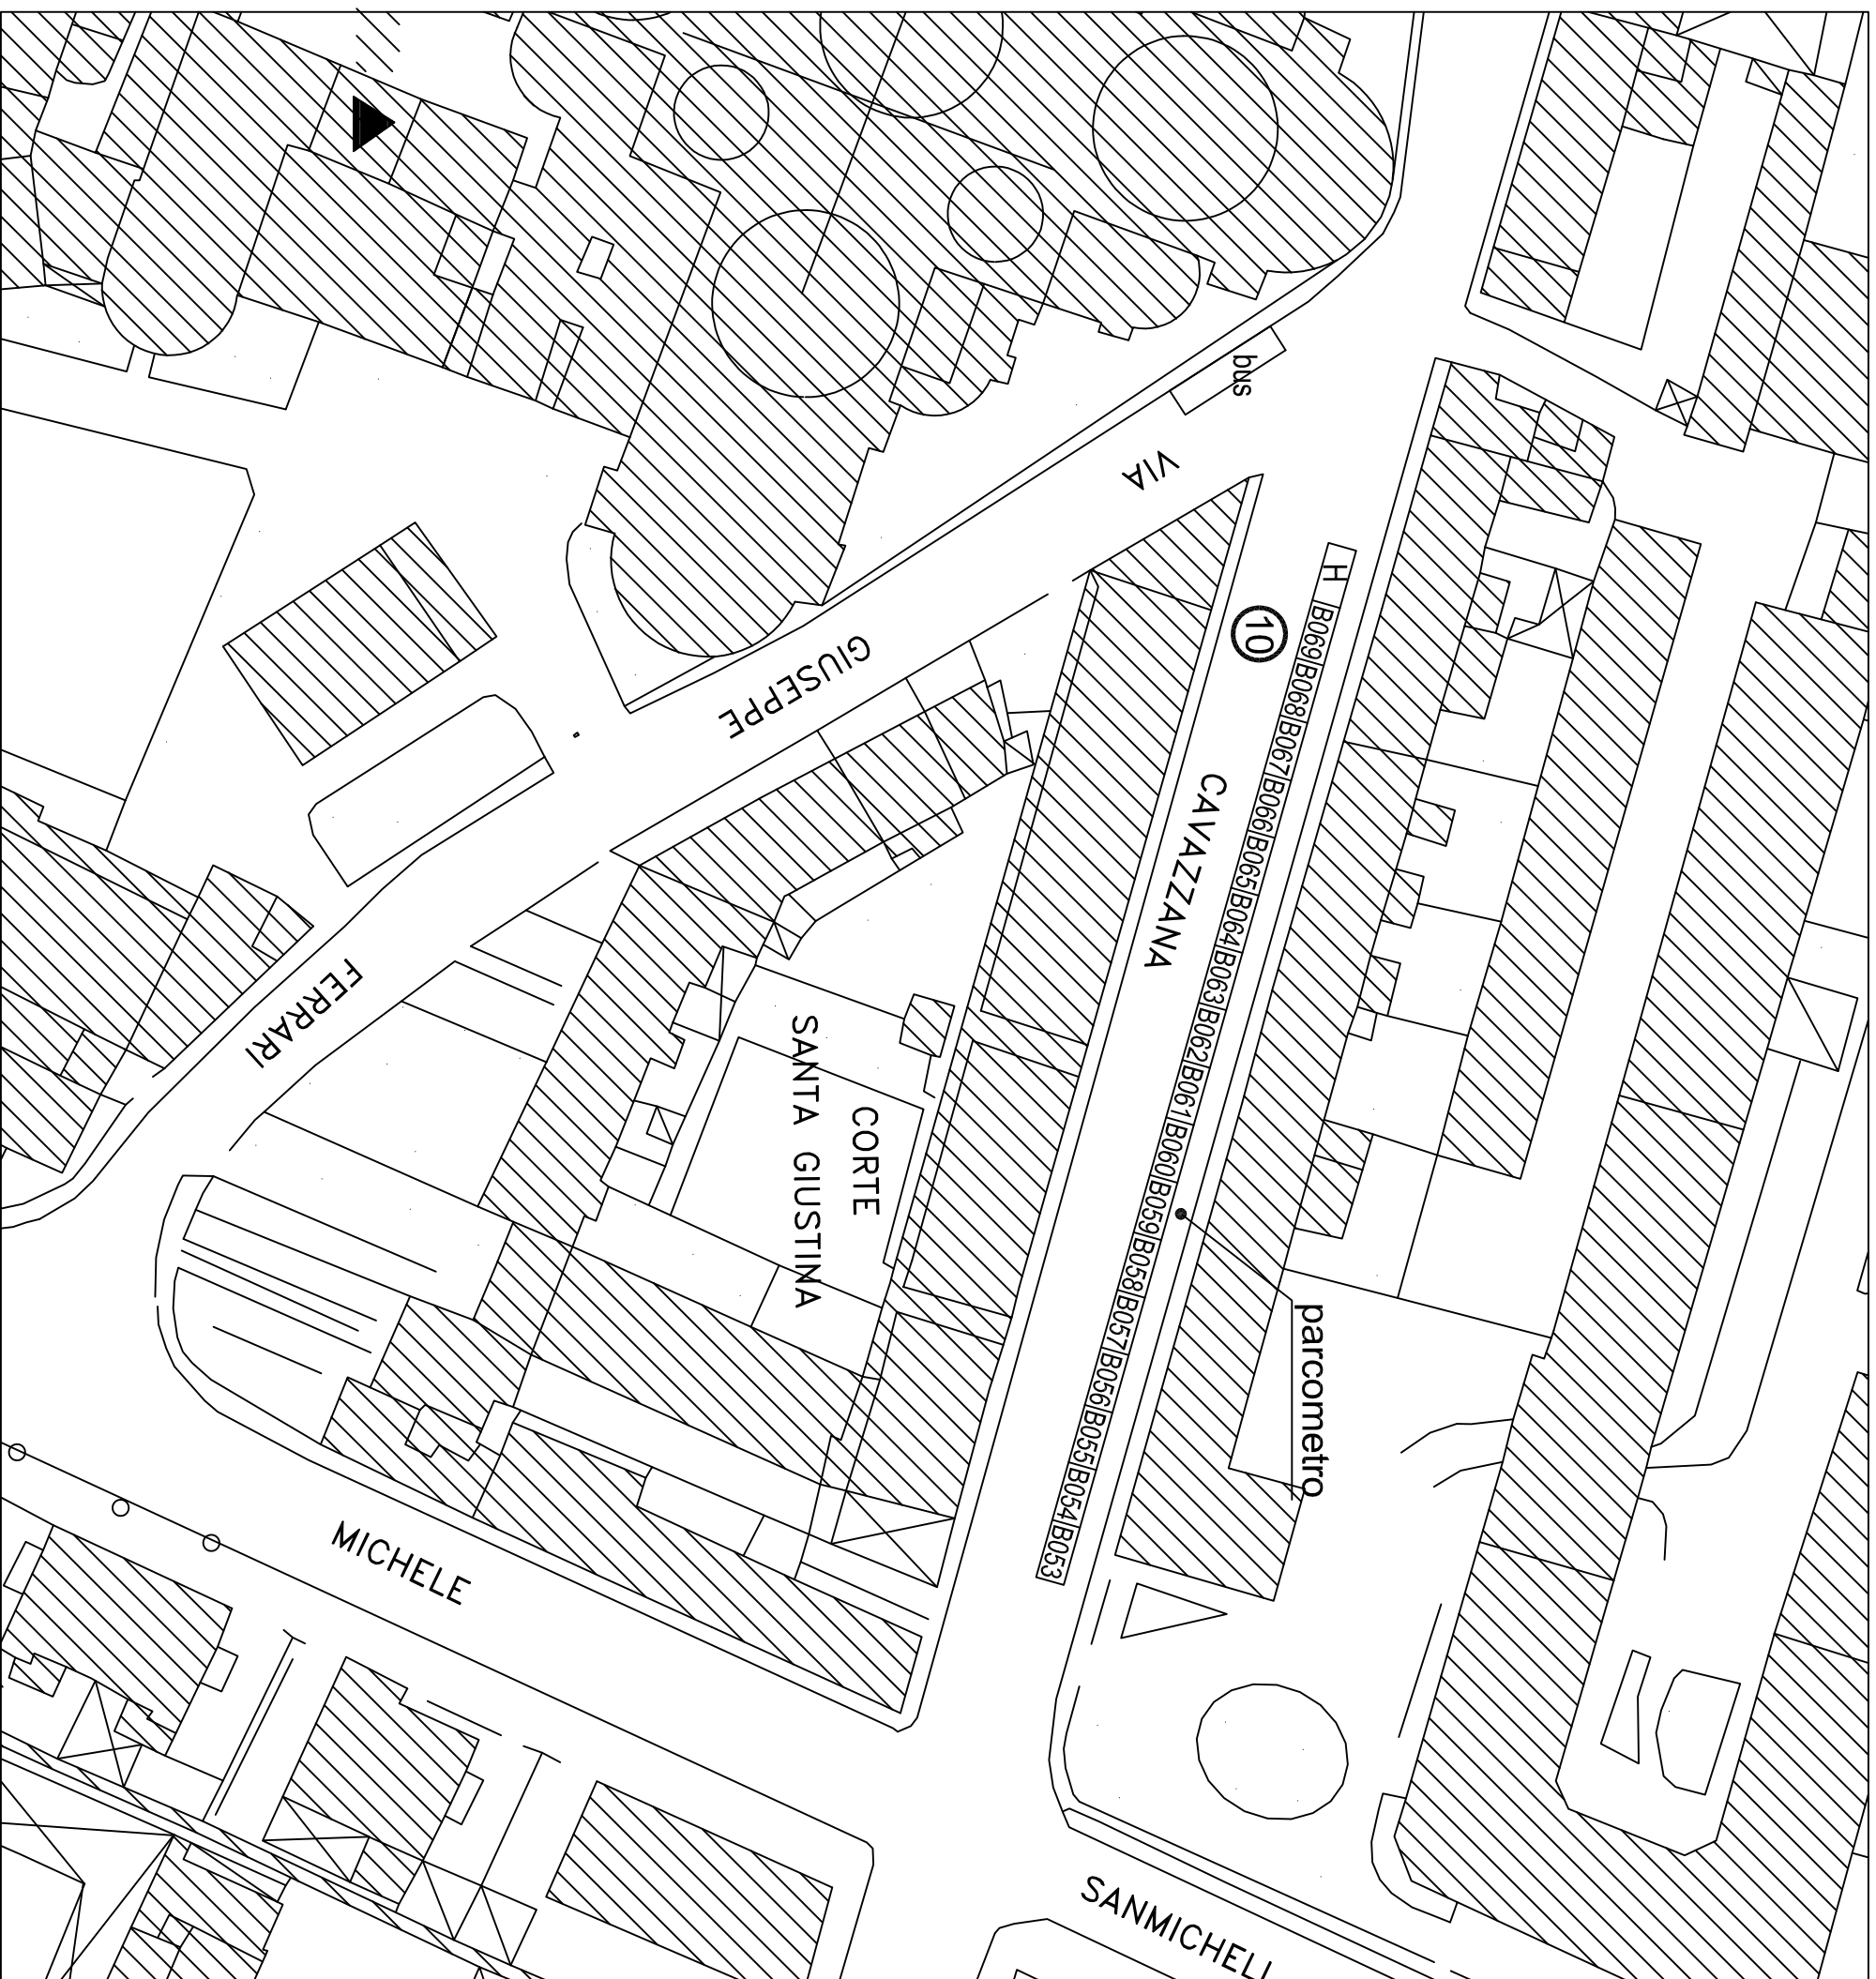 bus
VIA
GIUSEPPE
FERRARI
H B069 B068 B067 B066 B065 B064 B063 B062 B061 B060 B059 B058 B057 B056 B055 B054 B053
10
CAVAZZANA
CORTE
SANTA GIUSTINA
parcometro
MICHELE
SANMICHELI